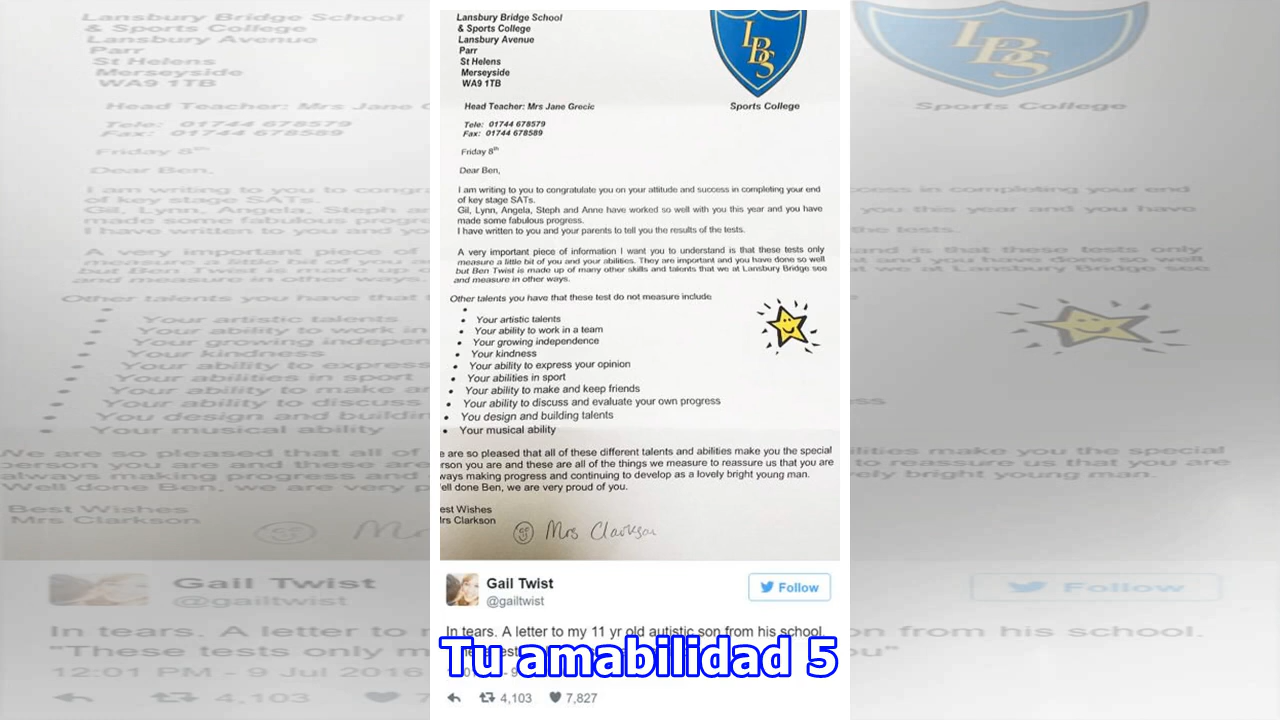 Lansbury Bridge School
& Sports College
Lansbury Avenue
Parr
St Helens
Merseyside
WA9 1TB
LBS
Sports College
Head Teacher: Mrs Jane Grecic
Tele: 01744 678579
Fax: 01744 678589
Friday 8th
Dear Ben,
I am writing to you to congratulate you on your attitude and success in completing your end
of key stage SATs.
Gil, Lynn, Angela, Steph and Anne have worked so well with you this year and you have
made some fabulous progress.
I have written to you and your parents to tell you the results of the tests.
A very important piece of information I want you to understand is that these tests only
measure a little bit of you and your abilities. They are important and you have done so well
but Ben Twist is made up of many other skills and talents that we at Lansbury Bridge see
and measure in other ways.
Other talents you have that these test do not measure include
•
• Your artistic talents
• Your ability to work in a team
• Your growing independence
• Your kindness
• Your ability to express your opinion
• Your abilities in sport
• Your ability to make and keep friends
• Your ability to discuss and evaluate your own progress
• You design and building talents
• Your musical ability
e are so pleased that all of these different talents and abilities make you the special
rson you are and these are all of the things we measure to reassure us that you are
ways making progress and continuing to develop as a lovely bright young man.
ell done Ben, we are very proud of you.
est Wishes
Mrs Clarkson
Mrs Clarkson
Gail Twist
@gailtwist
Follow
In tears. A letter to my 11 yr old autistic son from his school.
Tu amabilidad 5
4,103 7,827